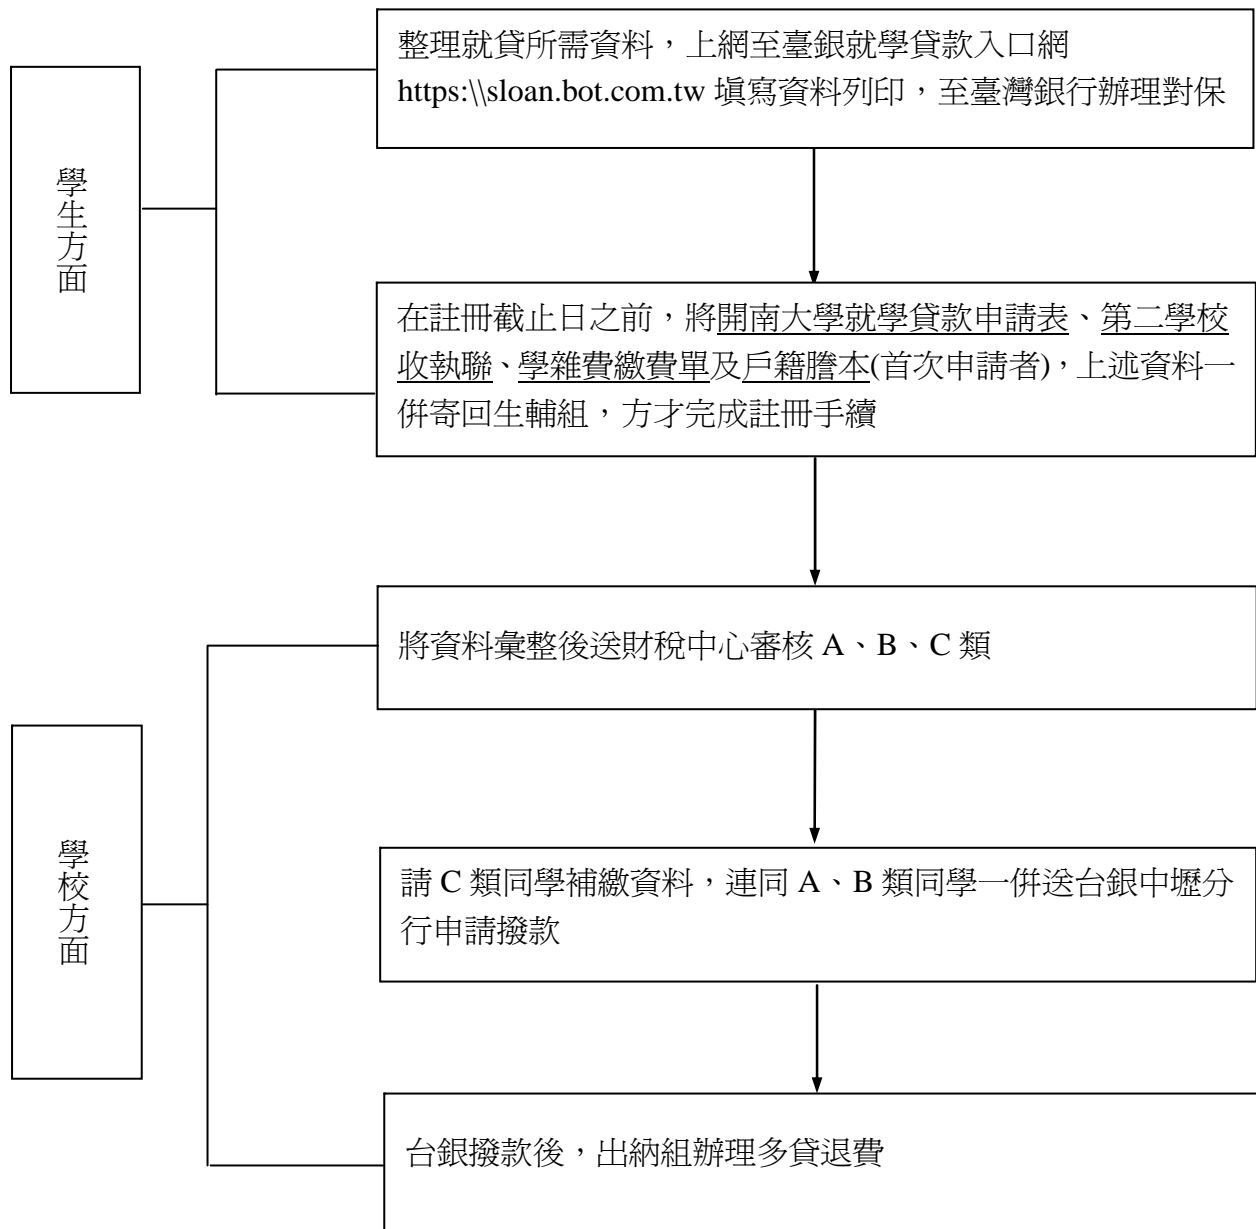 整理就貸所需資料，上網至臺銀就學貸款入口網
https:\\sloan.bot.com.tw 填寫資料列印，至臺灣銀行辦理對保
學生方面
在註冊截止日之前，將開南大學就學貸款申請表、第二學校
收執聯、學雜費繳費單及戶籍謄本(首次申請者)，上述資料一
併寄回生輔組，方才完成註冊手續
將資料彙整後送財稅中心審核 A、B、C 類
學校方面
請 C 類同學補繳資料，連同 A、B 類同學一併送台銀中壢分
行申請撥款
台銀撥款後，出納組辦理多貸退費